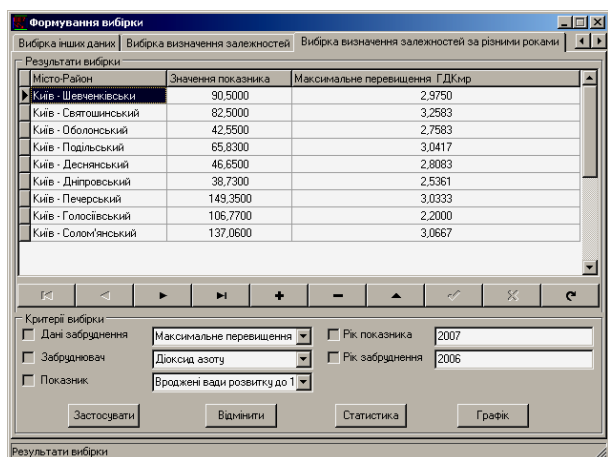 Формування вибірки
Вибірка інших даних Вибірка визначення залежностей Вибірка визначення залежностей за різними роками
Результати вибірки
Місто-Район Значення показника Максимальне перевищення ГДКмр
Київ - Шевченківськи 90,5000 2,9750
Київ - Святошинський 82,5000 3,2583
Київ - Оболонський 42,5500 2,7583
Київ - Подільський 65,8300 3,0417
Київ - Деснянський 46,6500 2,8083
Київ - Дніпровський 38,7300 2,5361
Київ - Печерський 149,3500 3,0333
Київ - Голосіївський 106,7700 2,2000
Київ - Солом'янський 137,0600 3,0667
Критерії вибірки
Дані забруднення Максимальне перевищення Рік показника 2007
Забруднювач Діоксид азоту Рік забруднення 2006
Показник Вроджені вади розвитку до 1
Застосувати Відмінити Статистика Графік
Результати вибірки